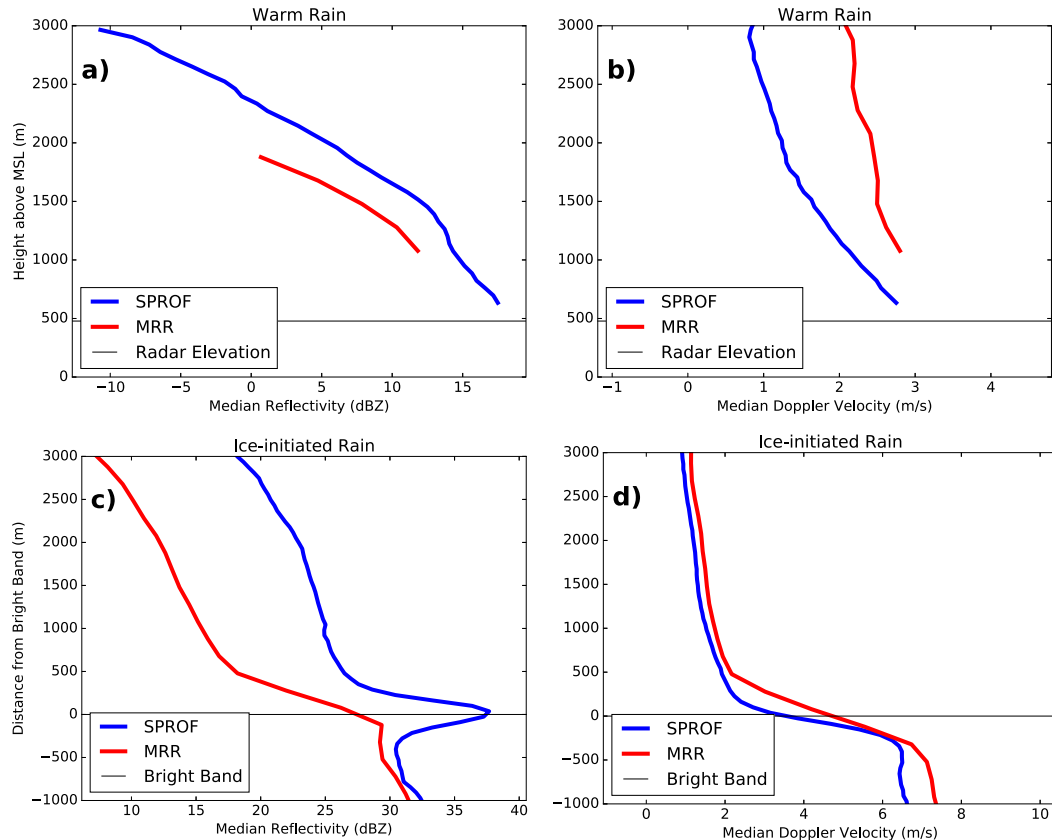 Warm Rain
a)
3000
2500
2000
1500
1000
500
0
Height above MSL (m)
SPROF
MRR
Radar Elevation
−10 −5 0 5 10 15
Median Reflectivity (dBZ)
Warm Rain
b)
3000
2500
2000
1500
1000
500
0
SPROF
MRR
Radar Elevation
−1 0 1 2 3 4
Median Doppler Velocity (m/s)
Ice-initiated Rain
c)
3000
2500
2000
1500
1000
500
0
−500
−1000
Distance from Bright Band (m)
SPROF
MRR
Bright Band
10 15 20 25 30 35 40
Median Reflectivity (dBZ)
Ice-initiated Rain
d)
3000
2500
2000
1500
1000
500
0
−500
−1000
SPROF
MRR
Bright Band
0 2 4 6 8 10
Median Doppler Velocity (m/s)